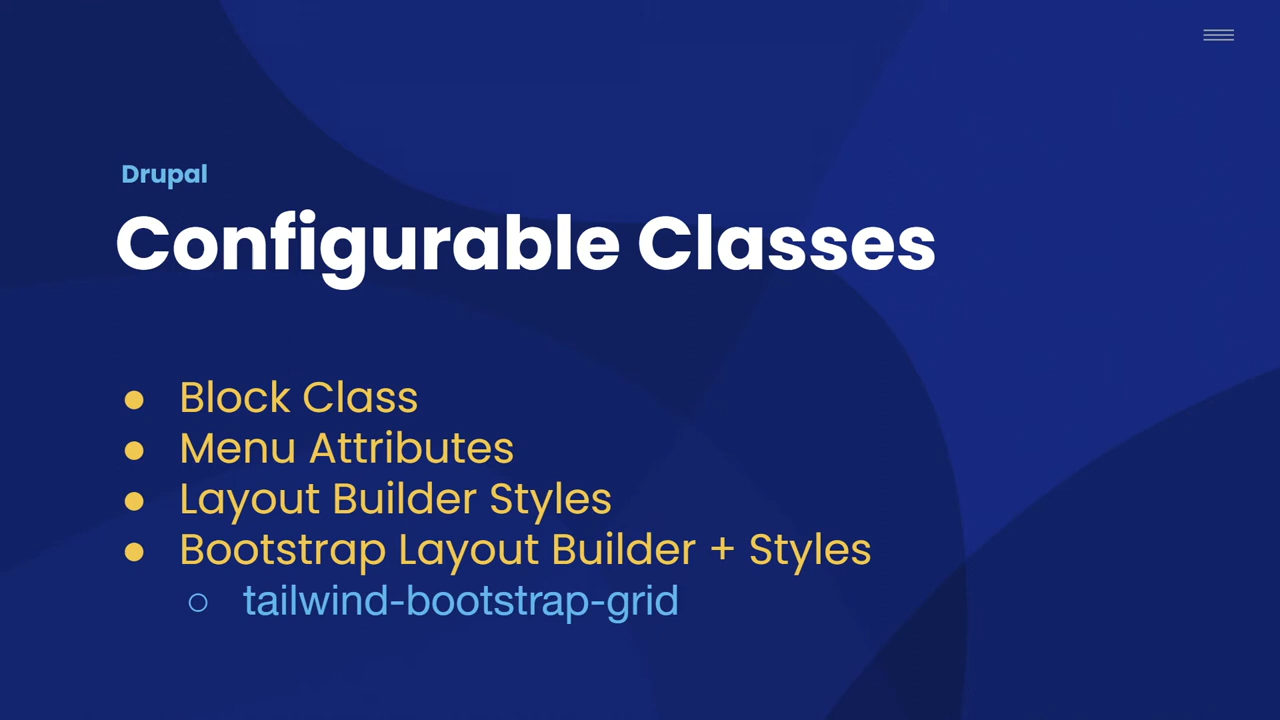 Drupal
Configurable Classes
● Block Class
● Menu Attributes
● Layout Builder Styles
● Bootstrap Layout Builder + Styles
○ tailwind-bootstrap-grid